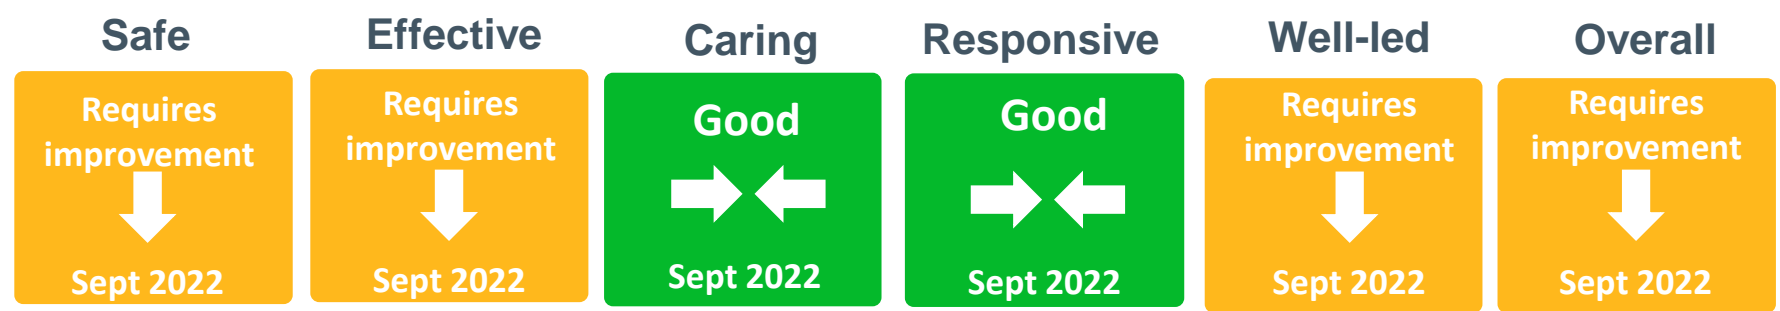 Safe
Effective
Caring
Responsive
Well-led
Overall
Requires
improvement
Sept 2022
Requires
improvement
Sept 2022
Good
Sept 2022
Good
Sept 2022
Requires
improvement
Sept 2022
Requires
improvement
Sept 2022